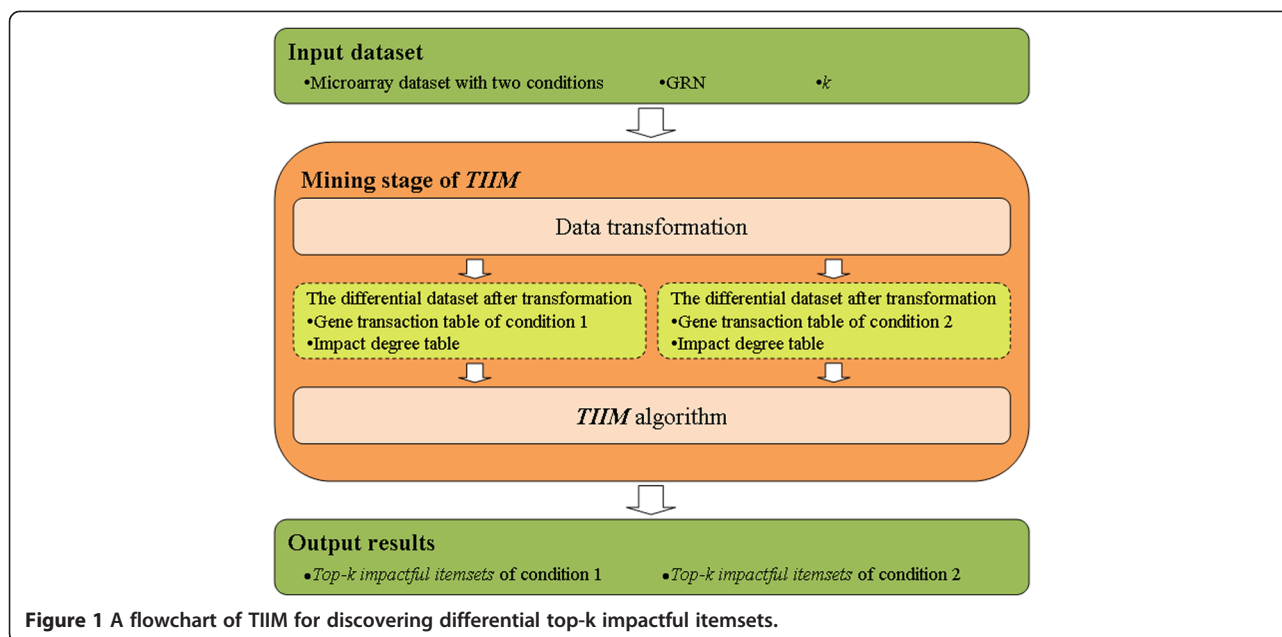 Input dataset
•Microarray dataset with two conditions •GRN •k
Mining stage of TIIM
Data transformation
The differential dataset after transformation
•Gene transaction table of condition 1
•Impact degree table
The differential dataset after transformation
•Gene transaction table of condition 2
•Impact degree table
TIIM algorithm
Output results
•Top-k impactful itemsets of condition 1 •Top-k impactful itemsets of condition 2
Figure 1 A flowchart of TIIM for discovering differential top-k impactful itemsets.